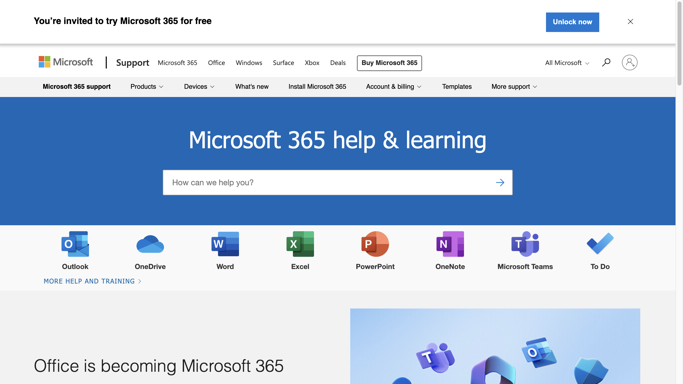 You're invited to try Microsoft 365 for free
Unlock now
Microsoft
Support
Microsoft 365
Office
Windows
Surface
Xbox
Deals
Buy Microsoft 365
All Microsoft
Microsoft 365 support
Products
Devices
What's new
Install Microsoft 365
Account & billing
Templates
More support
Microsoft 365 help & learning
How can we help you?
Outlook
OneDrive
Word
Excel
PowerPoint
OneNote
Microsoft Teams
To Do
MORE HELP AND TRAINING
Office is becoming Microsoft 365